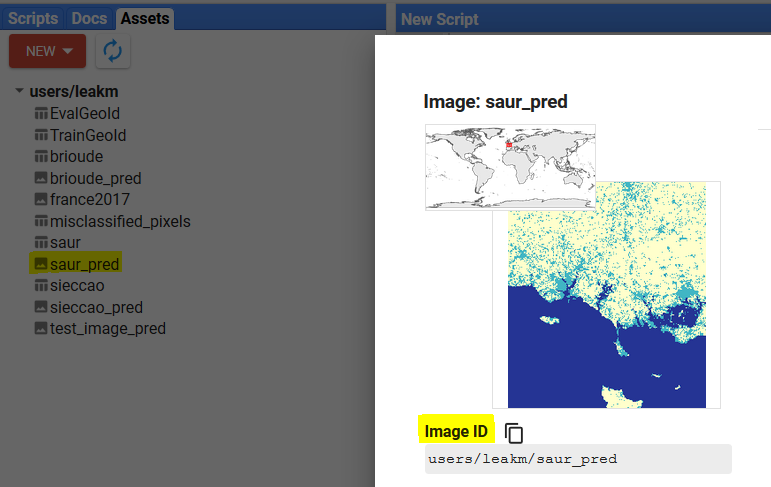 Scripts Docs Assets
New Script
NEW
users/leakm
EvalGeoId
TrainGeoId
brioude
brioude_pred
france2017
misclassified_pixels
saur
saur_pred
sieccao
sieccao_pred
test_image_pred
Image: saur_pred
Image ID
users/leakm/saur_pred